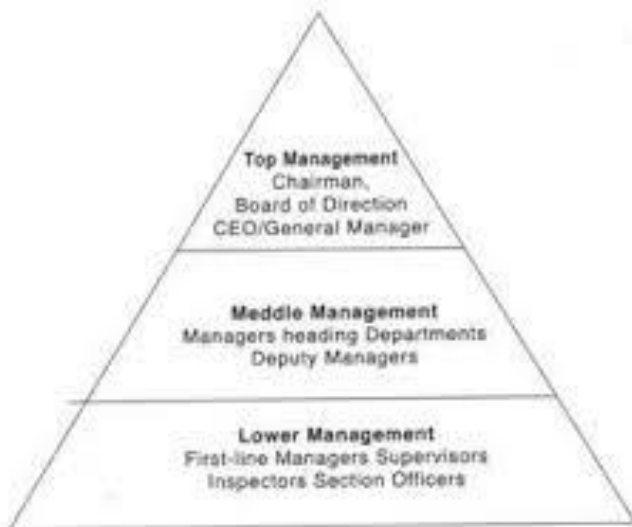 Top Management
Chairman,
Board of Direction
CEO/General Manager
Meddle Management
Managers heading Departments
Deputy Managers
Lower Management
First-line Managers Supervisors
Inspectors Section Officers